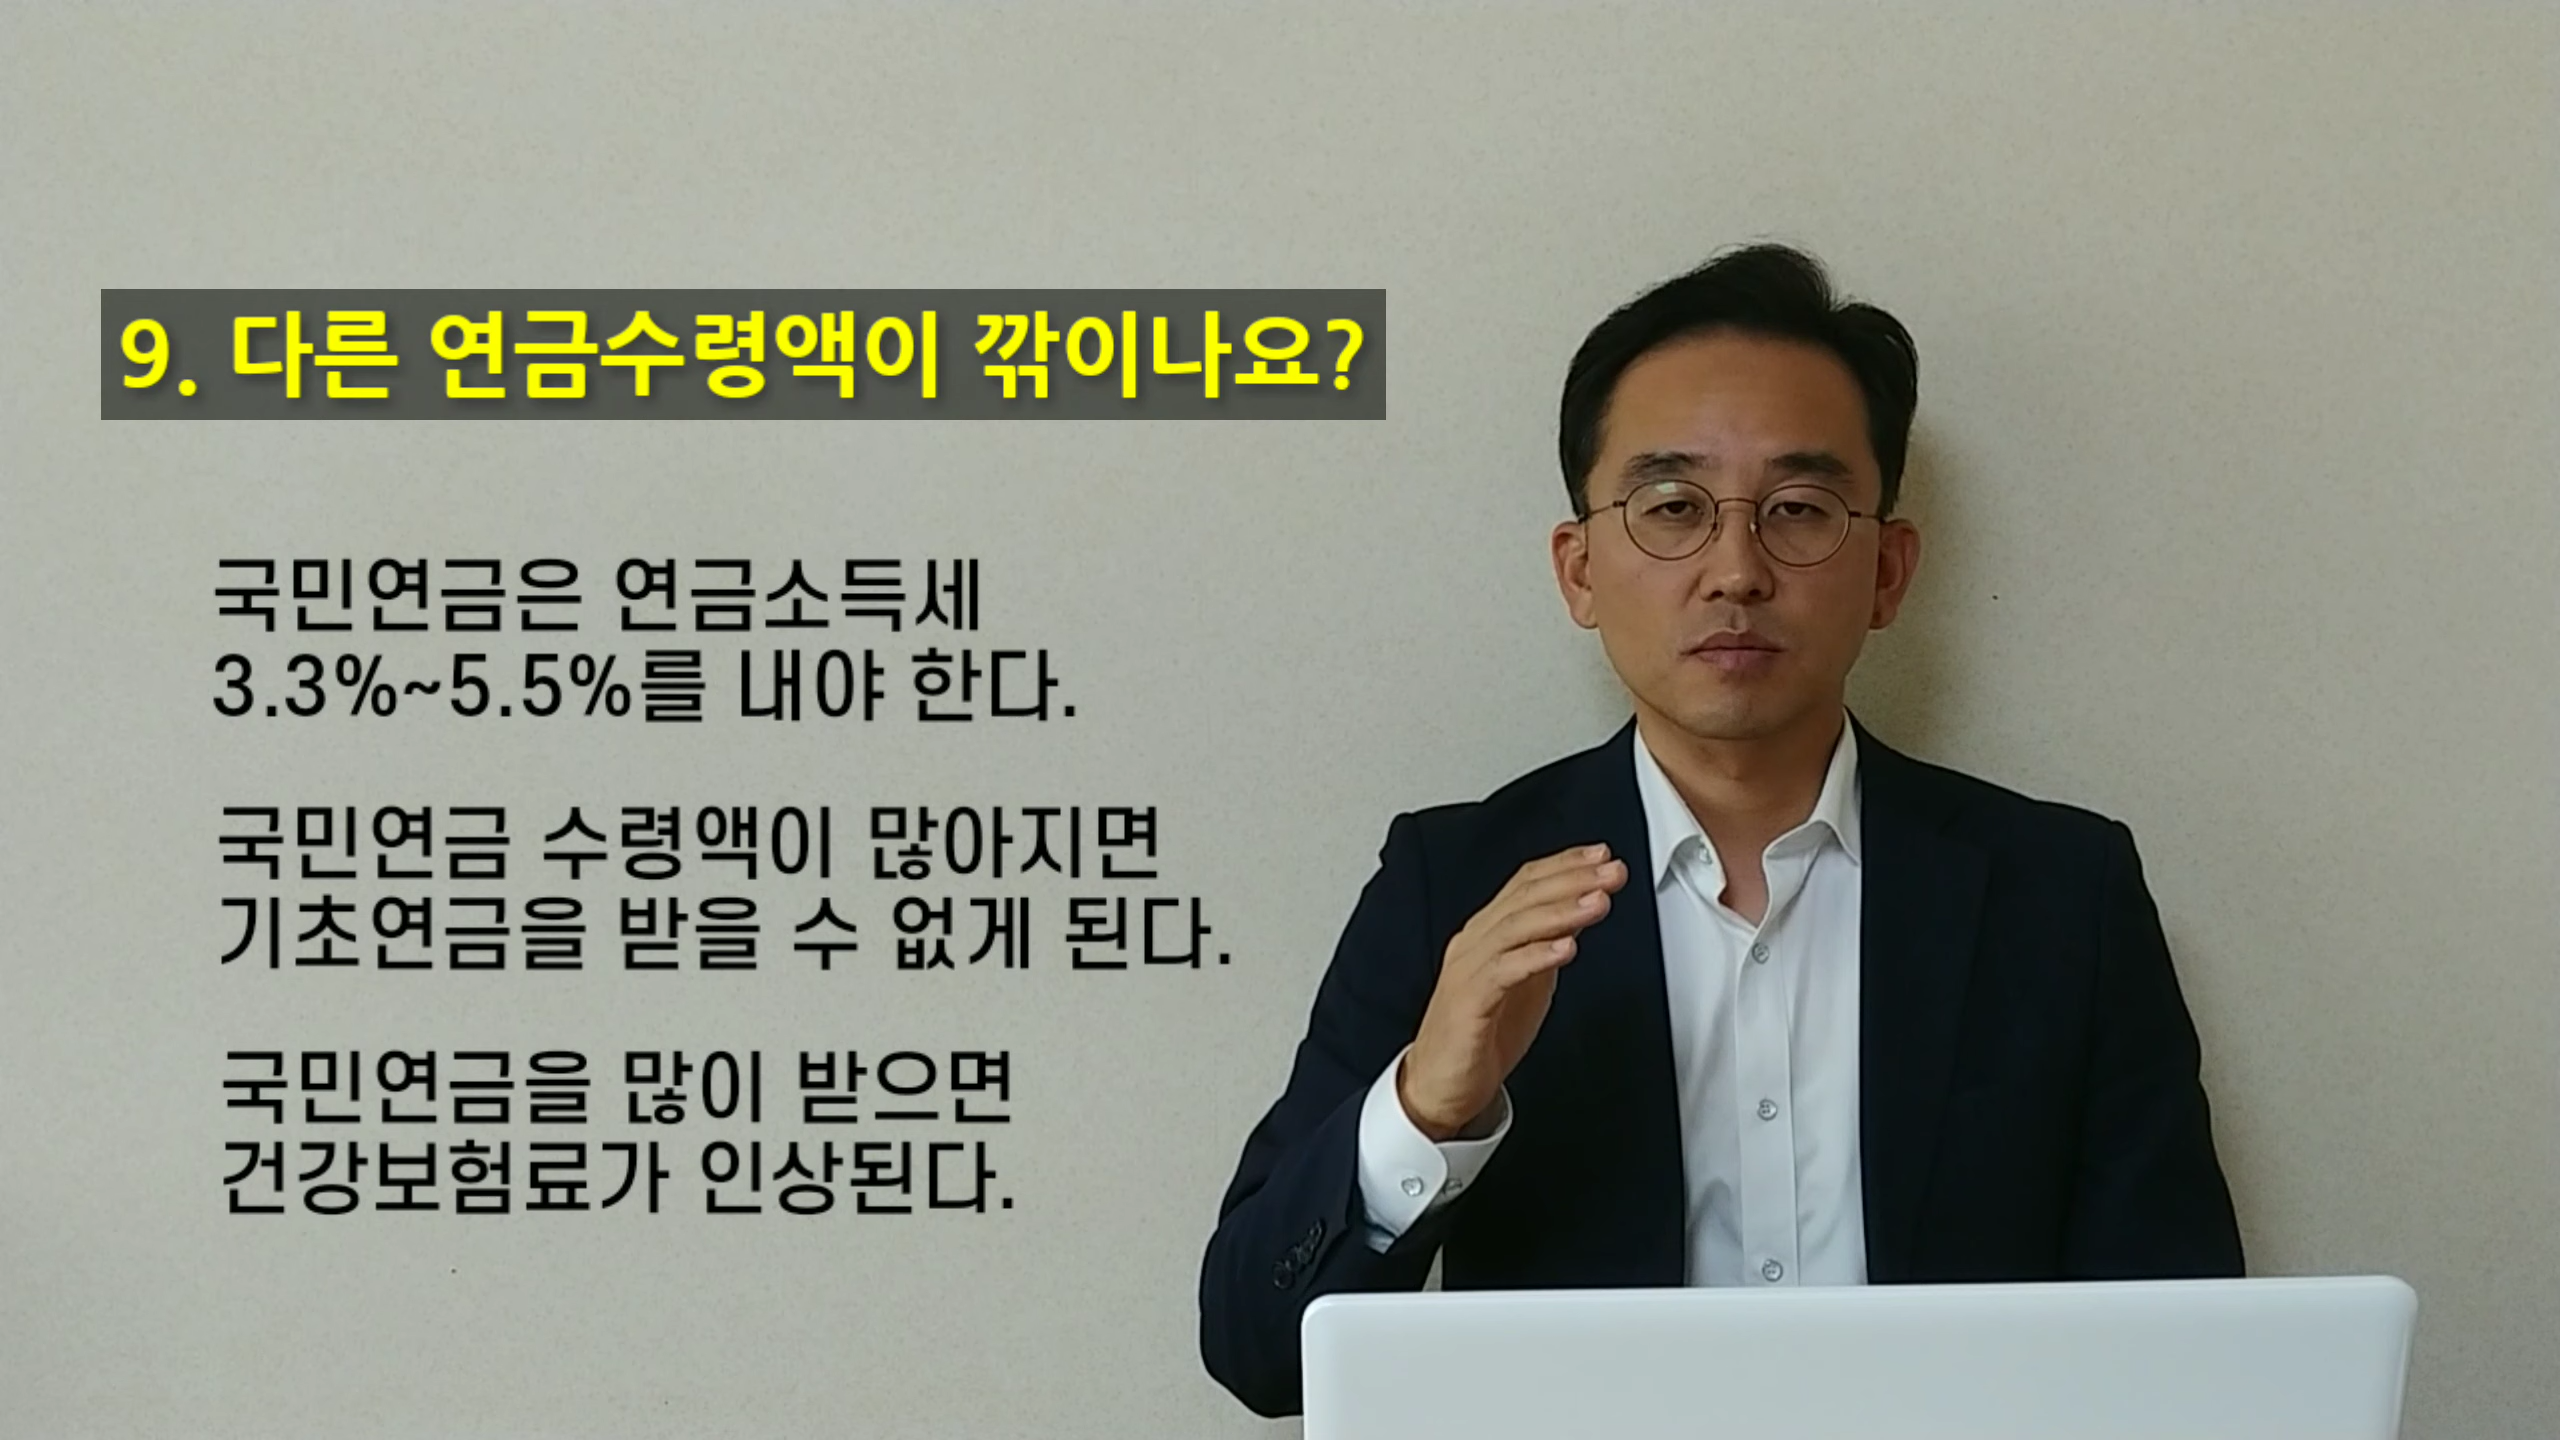 9. 다른 연금수령액이 깎이나요?
국민연금은 연금소득세
3.3%~5.5%를 내야 한다.
국민연금 수령액이 많아지면
기초연금을 받을 수 없게 된다.
국민연금을 많이 받으면
건강보험료가 인상된다.